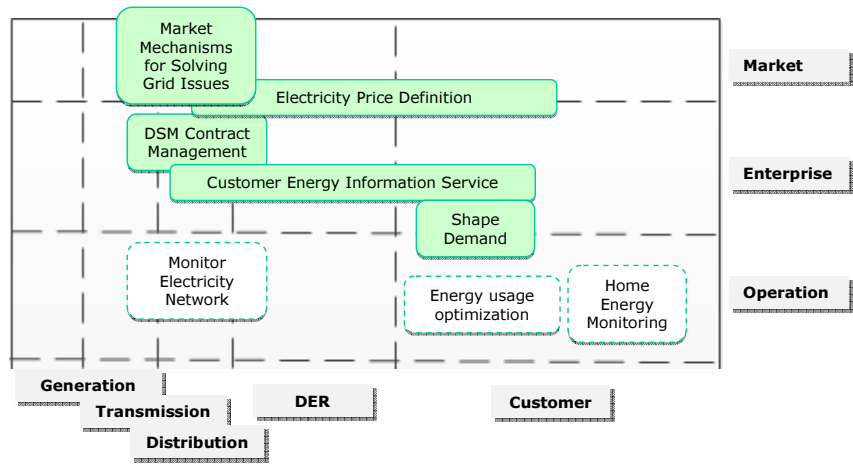 Market
Mechanisms
for Solving
Grid Issues
Market
Electricity Price Definition
DSM Contract
Management
Enterprise
Customer Energy Information Service
Shape
Demand
Monitor
Electricity
Network
Energy usage
optimization
Home
Energy
Monitoring
Operation
Generation
Transmission
Distribution
DER
Customer